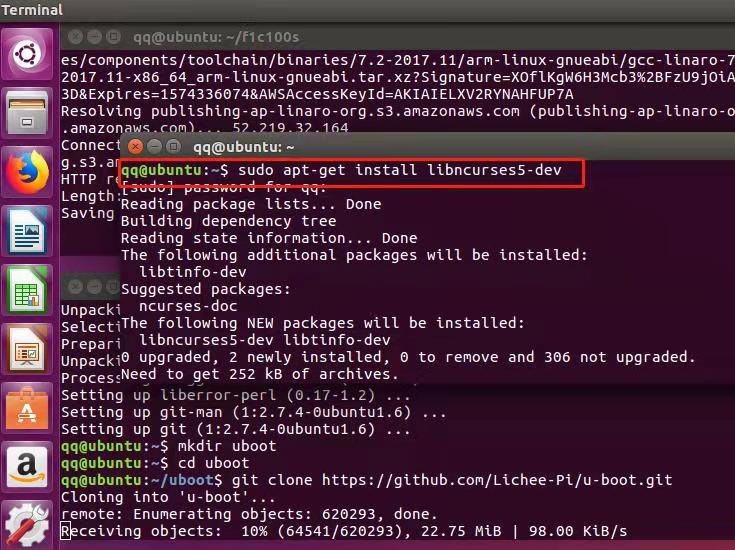 Terminal
qq@ubuntu: ~/f1c100s
es/components/toolchain/binaries/7.2-2017.11/arm-linux-gnueabi/gcc-linaro-7
2017.11-x86_64_arm-linux-gnueabi.tar.xz?Signature=XOflKgW6H3Mcb3%2BFzU9jOiA
3D&Expires=1574336074&AWSAccessKeyId=AKIAIELXV2RYNAHFUP7A
Resolving publishing-ap-linaro-org.s3.amazonaws.com (publishing-ap-linaro-o
.amazonaws.com)... 52.219.32.164
Connect
g.s3.am
HTTP re
Length:
Saving
qq@ubuntu: ~
qq@ubuntu:~$ sudo apt-get install libncurses5-dev
[sudo] password for qq:
Reading package lists... Done
Building dependency tree
Reading state information... Done
The following additional packages will be installed:
libtinfo-dev
Suggested packages:
ncurses-doc
The following NEW packages will be installed:
libncurses5-dev libtinfo-dev
0 upgraded, 2 newly installed, 0 to remove and 306 not upgraded.
Need to get 252 kB of archives.
Unpacki
Selecti
Prepari
Unpacki
Process
Setting up liberror-perl (0.17-1.2) ...
Setting up git-man (1:2.7.4-0ubuntu1.6) ...
Setting up git (1:2.7.4-0ubuntu1.6) ...
qq@ubuntu:~$ mkdir uboot
qq@ubuntu:~$ cd uboot
qq@ubuntu:~/uboot$ git clone https://github.com/Lichee-Pi/u-boot.git
Cloning into 'u-boot'...
remote: Enumerating objects: 620293, done.
Receiving objects:  10% (64541/620293), 22.75 MiB | 98.00 KiB/s